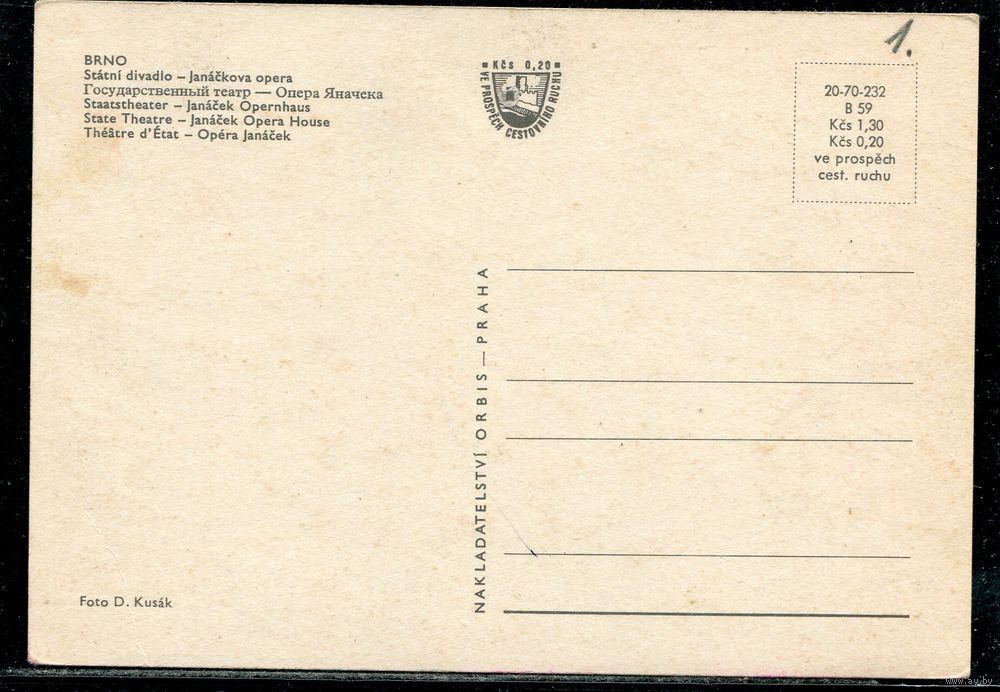 BRNO
Státní divadlo – Janáčkova opera
Государственный театр — Опера Яначека
Staatstheater – Janáček Opernhaus
State Theatre – Janáček Opera House
Théâtre d'État – Opéra Janáček
Kčs 0,20
VE PROSPĚCH CESTOVNÍHO RUCHU
1.
20-70-232
B 59
Kčs 1,30
Kčs 0,20
ve prospěch
cest. ruchu
NAKLADATELSTVÍ ORBIS — PRAHA
Foto D. Kusák
www.ay.by